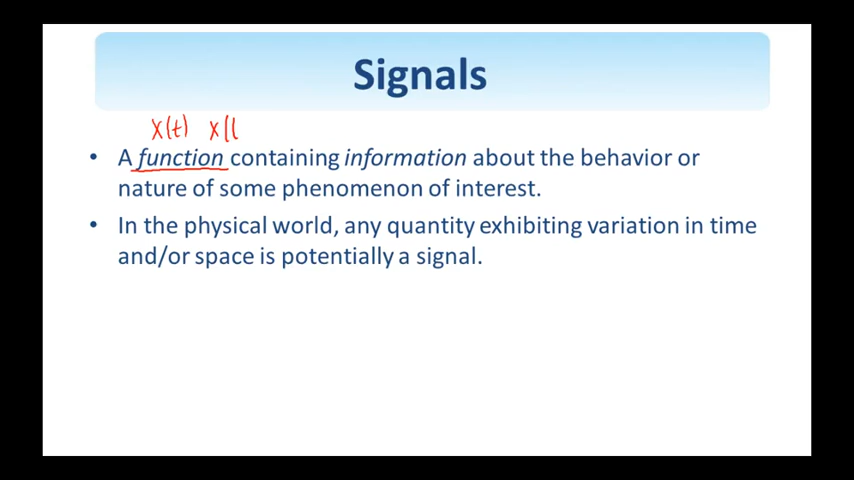 Signals
x(t) x[(
• A function containing information about the behavior or
nature of some phenomenon of interest.
• In the physical world, any quantity exhibiting variation in time
and/or space is potentially a signal.